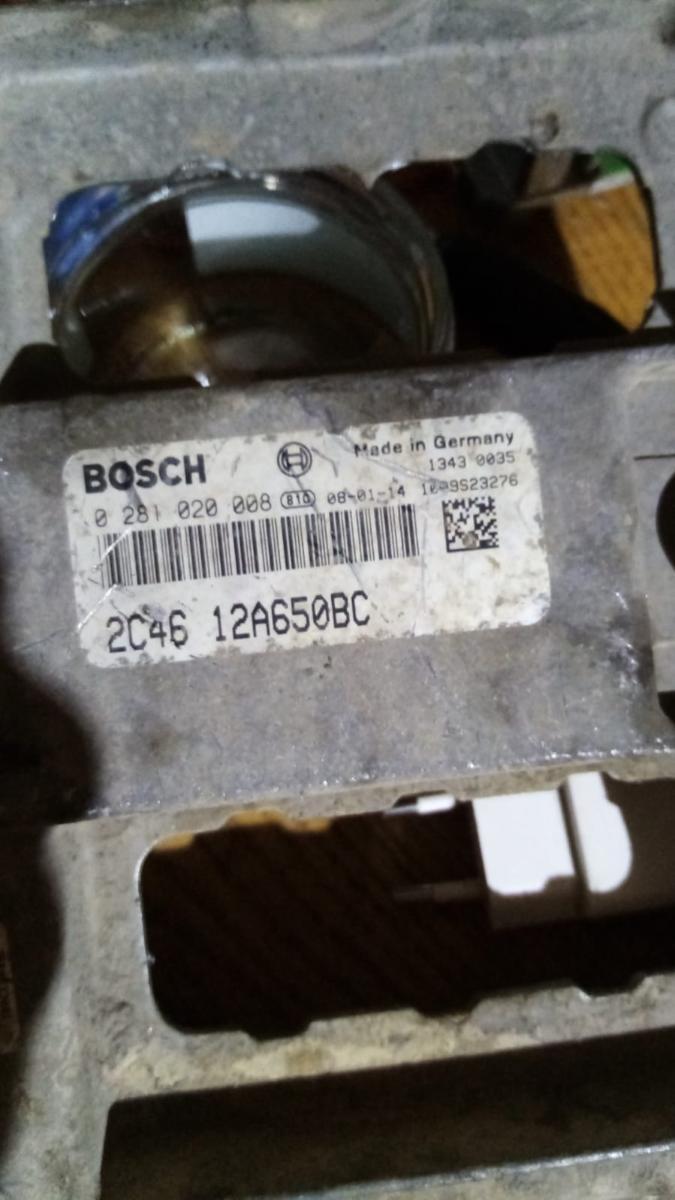 BOSCH
Made in Germany
1343 0035
0 281 020 008 810 08-01-14
2C46 12A650BC